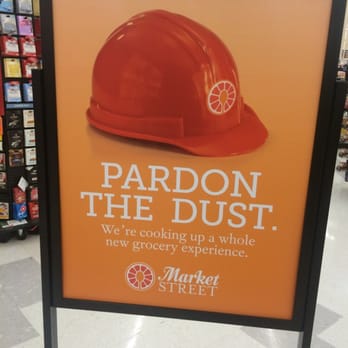 PARDON
THE DUST.
We're cooking up a whole
new grocery experience.
Market
STREET